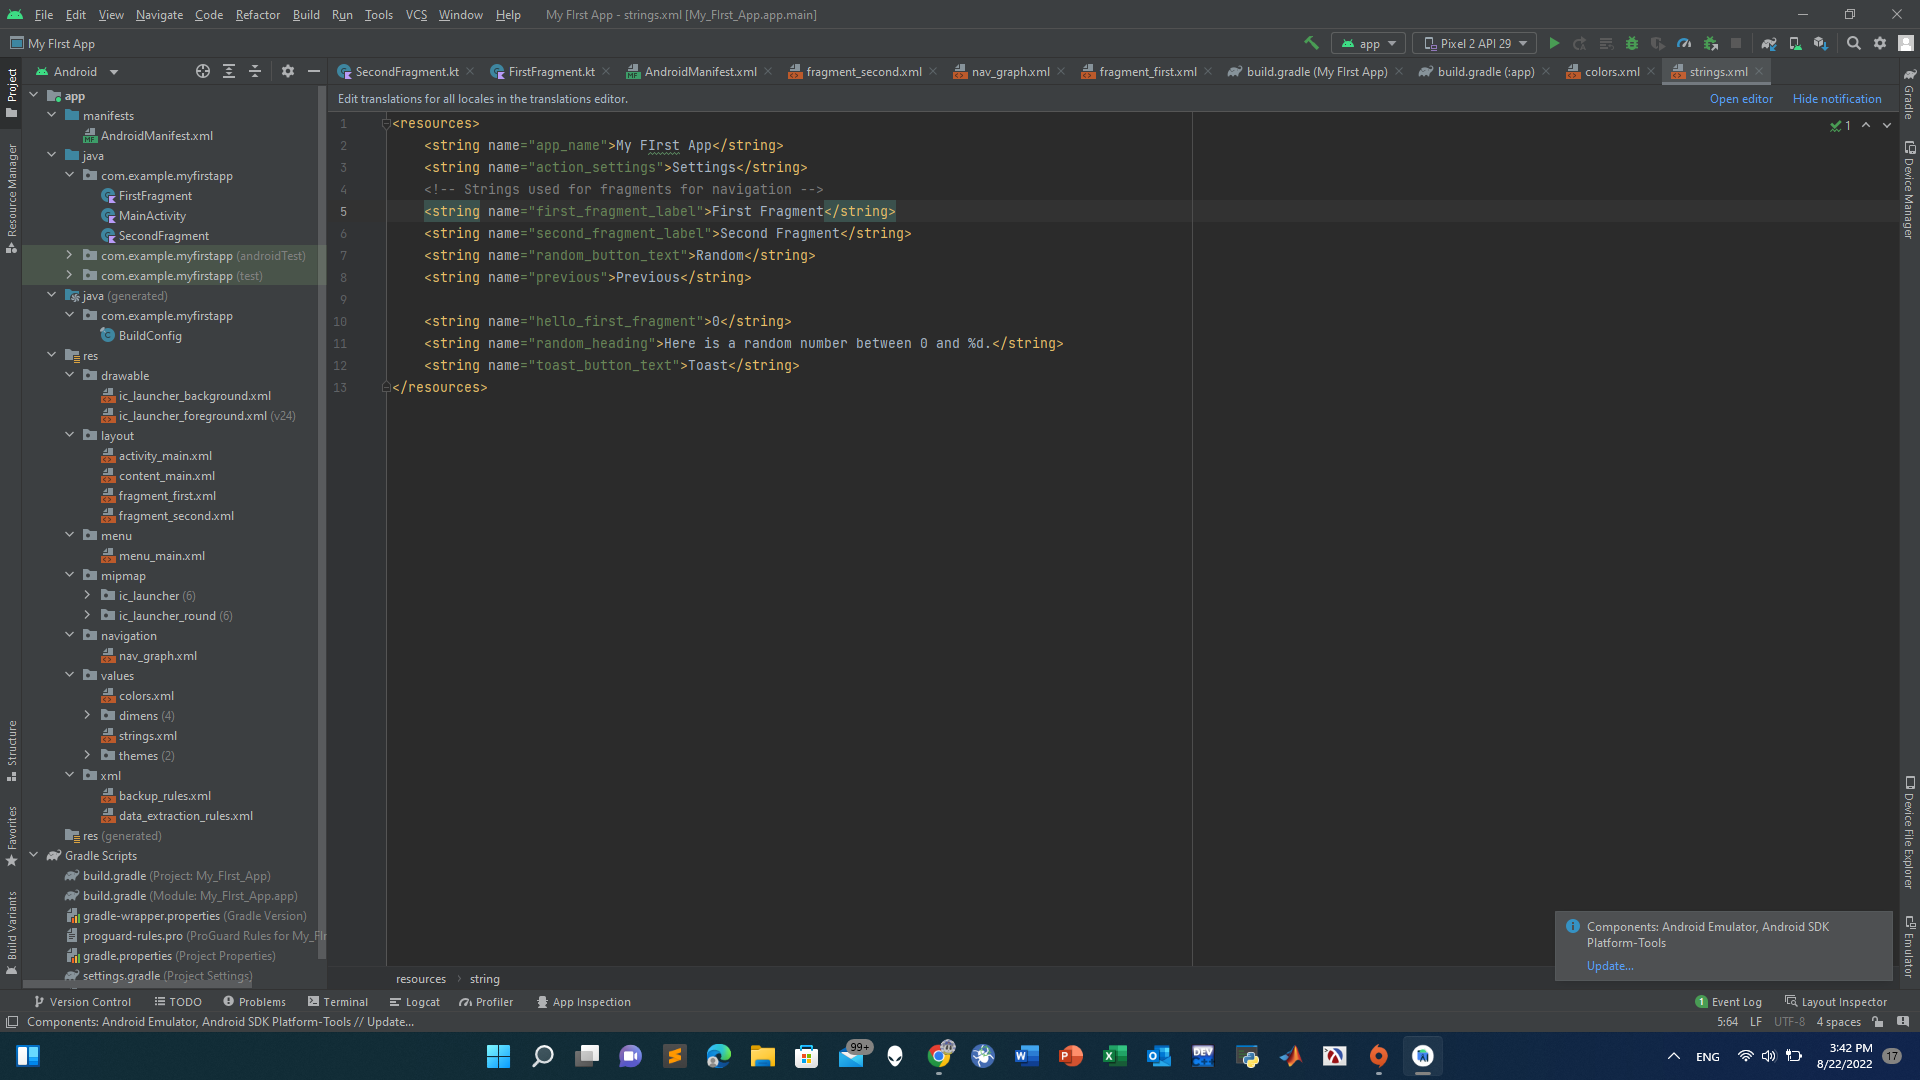 File Edit View Navigate Code Refactor Build Run Tools VCS Window Help My FIrst App - strings.xml [My_FIrst_App.app.main]
My FIrst App
app
Pixel 2 API 29
Android
SecondFragment.kt
FirstFragment.kt
AndroidManifest.xml
fragment_second.xml
nav_graph.xml
fragment_first.xml
build.gradle (My FIrst App)
build.gradle (:app)
colors.xml
strings.xml
Edit translations for all locales in the translations editor.
Open editor Hide notification
Project
Resource Manager
Structure
Favorites
Build Variants
app
manifests
AndroidManifest.xml
java
com.example.myfirstapp
FirstFragment
MainActivity
SecondFragment
com.example.myfirstapp (androidTest)
com.example.myfirstapp (test)
java (generated)
com.example.myfirstapp
BuildConfig
res
drawable
ic_launcher_background.xml
ic_launcher_foreground.xml (v24)
layout
activity_main.xml
content_main.xml
fragment_first.xml
fragment_second.xml
menu
menu_main.xml
mipmap
ic_launcher (6)
ic_launcher_round (6)
navigation
nav_graph.xml
values
colors.xml
dimens (4)
strings.xml
themes (2)
xml
backup_rules.xml
data_extraction_rules.xml
res (generated)
Gradle Scripts
build.gradle (Project: My_FIrst_App)
build.gradle (Module: My_FIrst_App.app)
gradle-wrapper.properties (Gradle Version)
proguard-rules.pro (ProGuard Rules for My_FIr
gradle.properties (Project Properties)
settings.gradle (Project Settings)
1 <resources>
2 <string name="app_name">My FIrst App</string>
3 <string name="action_settings">Settings</string>
4 <!-- Strings used for fragments for navigation -->
5 <string name="first_fragment_label">First Fragment</string>
6 <string name="second_fragment_label">Second Fragment</string>
7 <string name="random_button_text">Random</string>
8 <string name="previous">Previous</string>
9
10 <string name="hello_first_fragment">0</string>
11 <string name="random_heading">Here is a random number between 0 and %d.</string>
12 <string name="toast_button_text">Toast</string>
13 </resources>
1
Gradle
Device Manager
Device File Explorer
Emulator
Components: Android Emulator, Android SDK
Platform-Tools
Update...
resources string
Version Control TODO Problems Terminal Logcat Profiler App Inspection
1 Event Log Layout Inspector
Components: Android Emulator, Android SDK Platform-Tools // Update...
5:64 LF UTF-8 4 spaces
99+
DEV
ENG
3:42 PM
8/22/2022
17